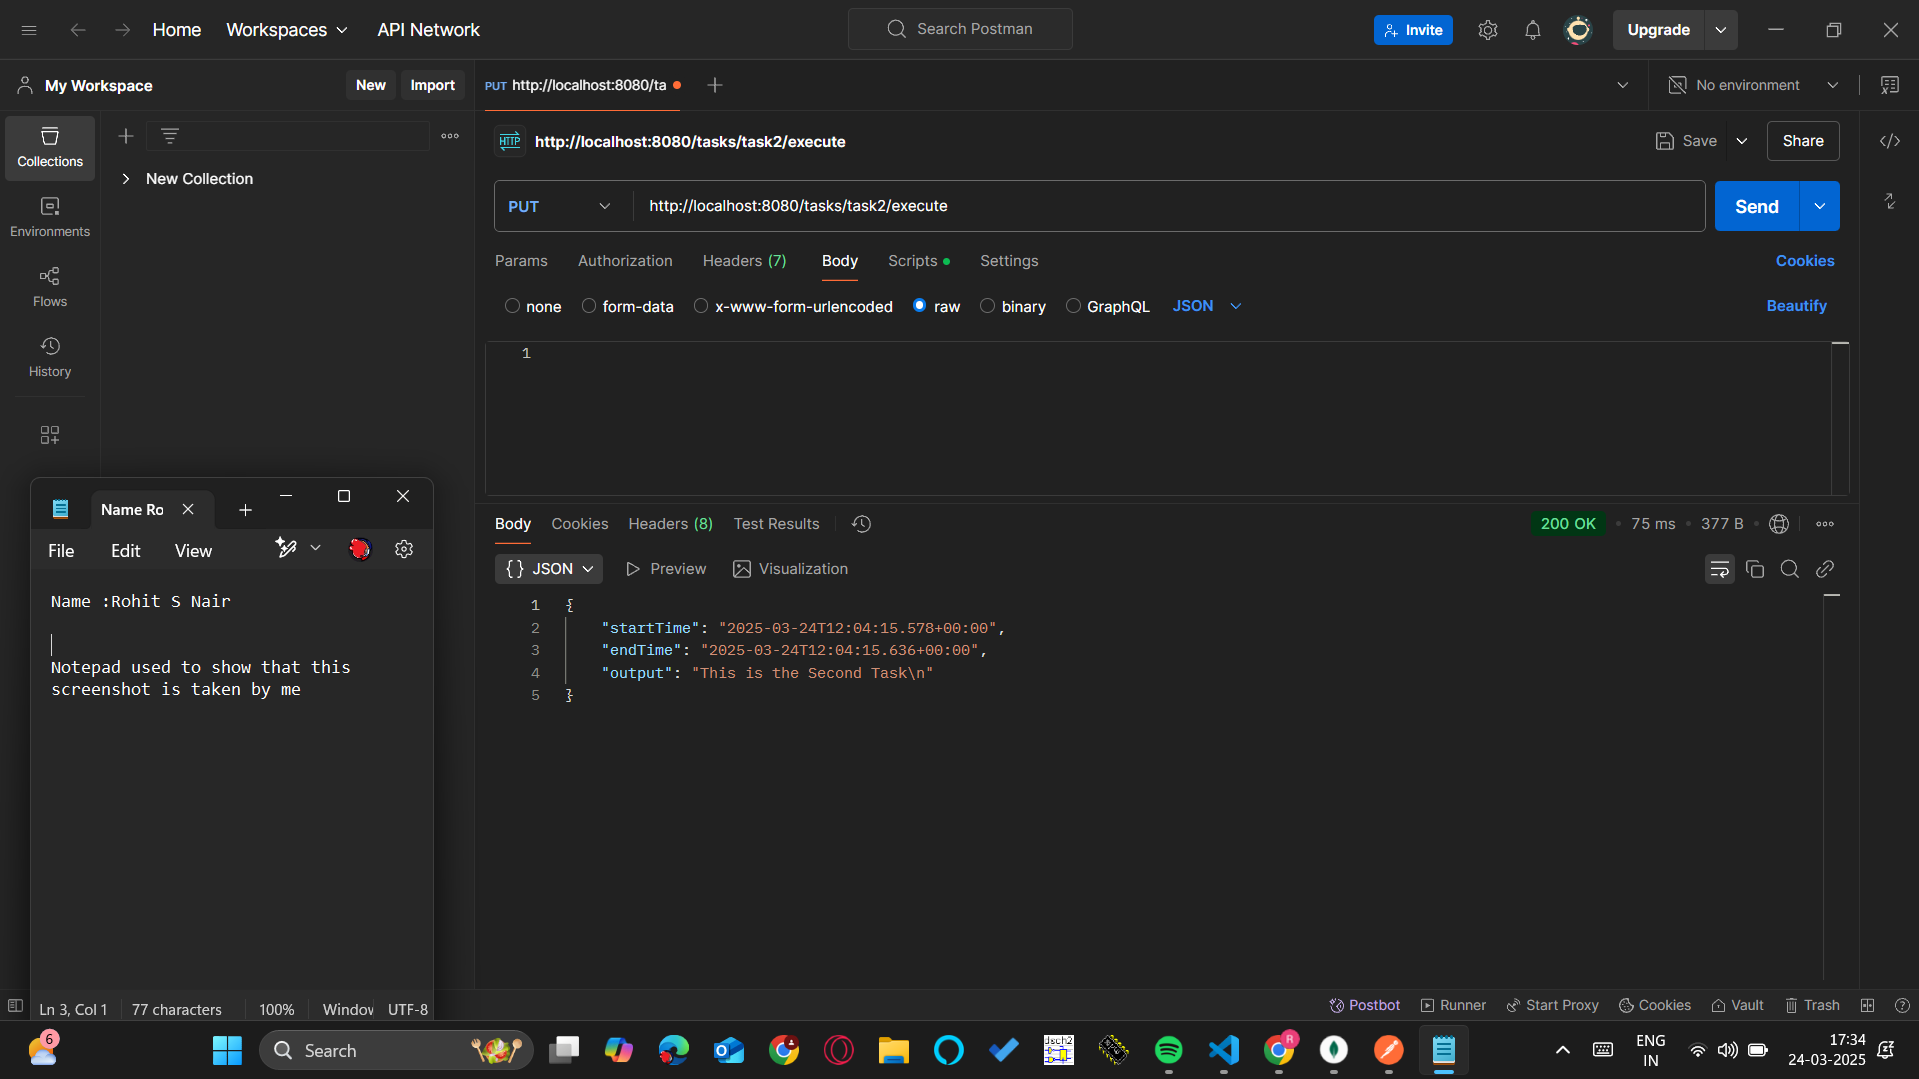 Home Workspaces API Network
Search Postman
Invite
Upgrade
My Workspace
New Import
PUT http://localhost:8080/ta
No environment
Collections
Environments
Flows
History
New Collection
HTTP http://localhost:8080/tasks/task2/execute
Save
Share
PUT http://localhost:8080/tasks/task2/execute
Send
Params Authorization Headers (7) Body Scripts Settings
Cookies
none form-data x-www-form-urlencoded raw binary GraphQL JSON
Beautify
1
Body Cookies Headers (8) Test Results
200 OK 75 ms 377 B
{} JSON Preview Visualization
1 {
2 "startTime": "2025-03-24T12:04:15.578+00:00",
3 "endTime": "2025-03-24T12:04:15.636+00:00",
4 "output": "This is the Second Task\n"
5 }
Name Ro
File Edit View
Name :Rohit S Nair
Notepad used to show that this
screenshot is taken by me
Ln 3, Col 1 77 characters 100% Window UTF-8
Postbot Runner Start Proxy Cookies Vault Trash
6
Search
dsch2
R
ENG
IN
17:34
24-03-2025